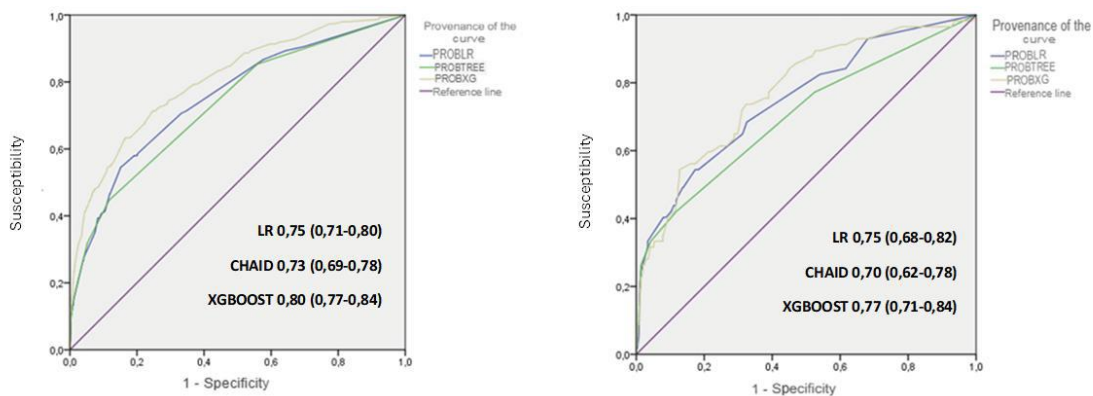 Provenance of the
curve
PROBLR
PROBTREE
PROBXG
Reference line
1,0
0,8
0,6
0,4
0,2
0,0
Susceptibility
LR 0,75 (0,71-0,80)
CHAID 0,73 (0,69-0,78)
XGBOOST 0,80 (0,77-0,84)
0,0 0,2 0,4 0,6 0,8 1,0
1 - Specificity
Provenance of the
curve
PROBLR
PROBTREE
PROBXG
Reference line
1,0
0,8
0,6
0,4
0,2
0,0
Susceptibility
LR 0,75 (0,68-0,82)
CHAID 0,70 (0,62-0,78)
XGBOOST 0,77 (0,71-0,84)
0,0 0,2 0,4 0,6 0,8 1,0
1 - Specificity